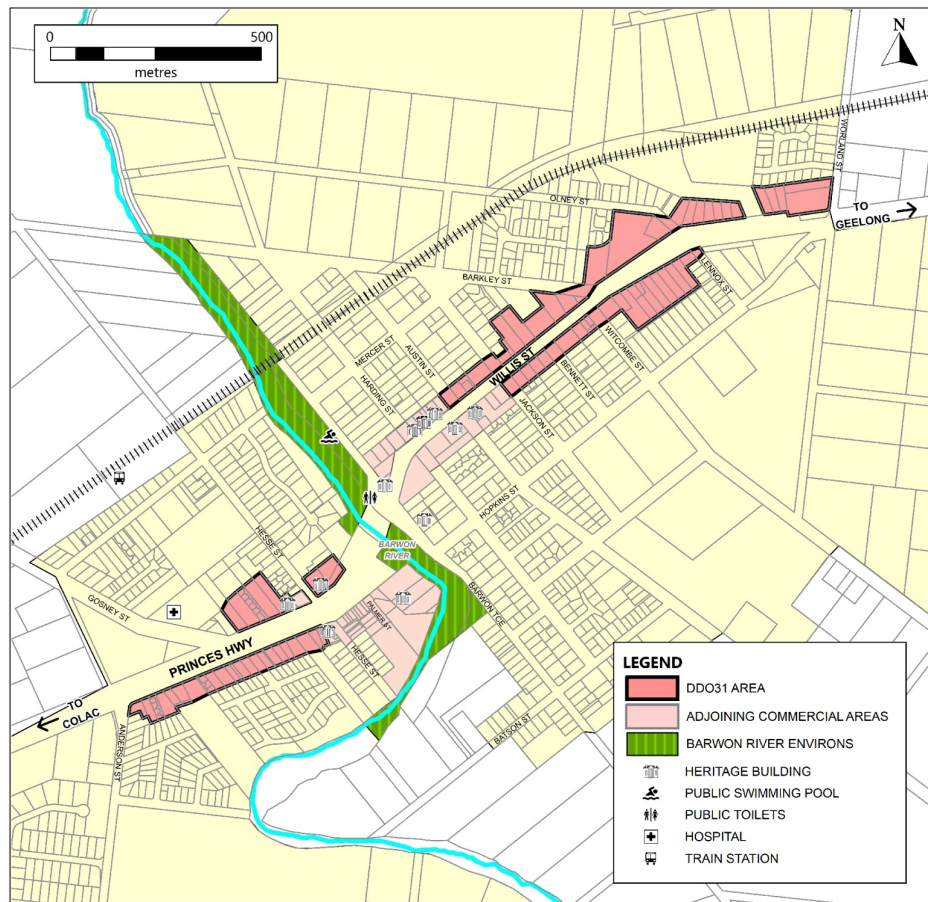 0 500
metres
N
WORLAND ST
OLNEY ST
TO
GEELONG
BARKLEY ST
LENNOX ST
MERCER ST
AUSTIN ST
WILLIS ST
WITCOMBE ST
HARDING ST
BENNETT ST
JACKSON ST
HOPKINS ST
HESSE ST
BARWON
RIVER
GOSNEY ST
BARWON TCE
PALMER ST
PRINCES HWY
HESSE ST
TO
COLAC
ANDERSON ST
BATSON ST
LEGEND
DDO31 AREA
ADJOINING COMMERCIAL AREAS
BARWON RIVER ENVIRONS
HERITAGE BUILDING
PUBLIC SWIMMING POOL
PUBLIC TOILETS
HOSPITAL
TRAIN STATION